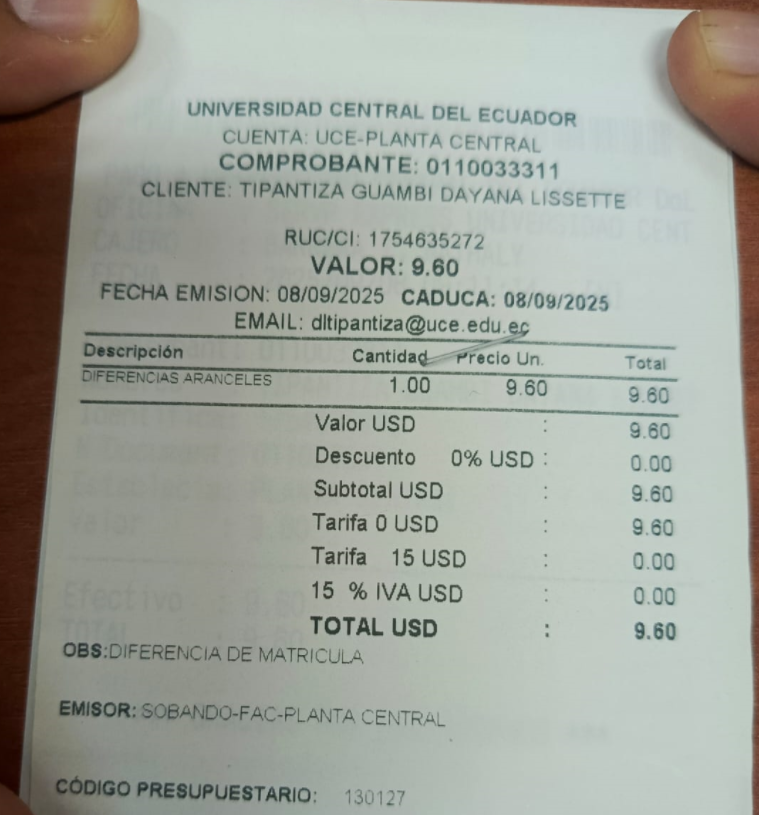 UNIVERSIDAD CENTRAL DEL ECUADOR
CUENTA: UCE-PLANTA CENTRAL
COMPROBANTE: 0110033311
CLIENTE: TIPANTIZA GUAMBI DAYANA LISSETTE
RUC/CI: 1754635272
VALOR: 9.60
FECHA EMISION: 08/09/2025 CADUCA: 08/09/2025
EMAIL: dltipantiza@uce.edu.ec
Descripción Cantidad Precio Un. Total
DIFERENCIAS ARANCELES 1.00 9.60 9.60
Valor USD : 9.60
Descuento 0% USD : 0.00
Subtotal USD : 9.60
Tarifa 0 USD : 9.60
Tarifa 15 USD : 0.00
15 % IVA USD : 0.00
TOTAL USD : 9.60
OBS:DIFERENCIA DE MATRICULA
EMISOR: SOBANDO-FAC-PLANTA CENTRAL
CÓDIGO PRESUPUESTARIO: 130127